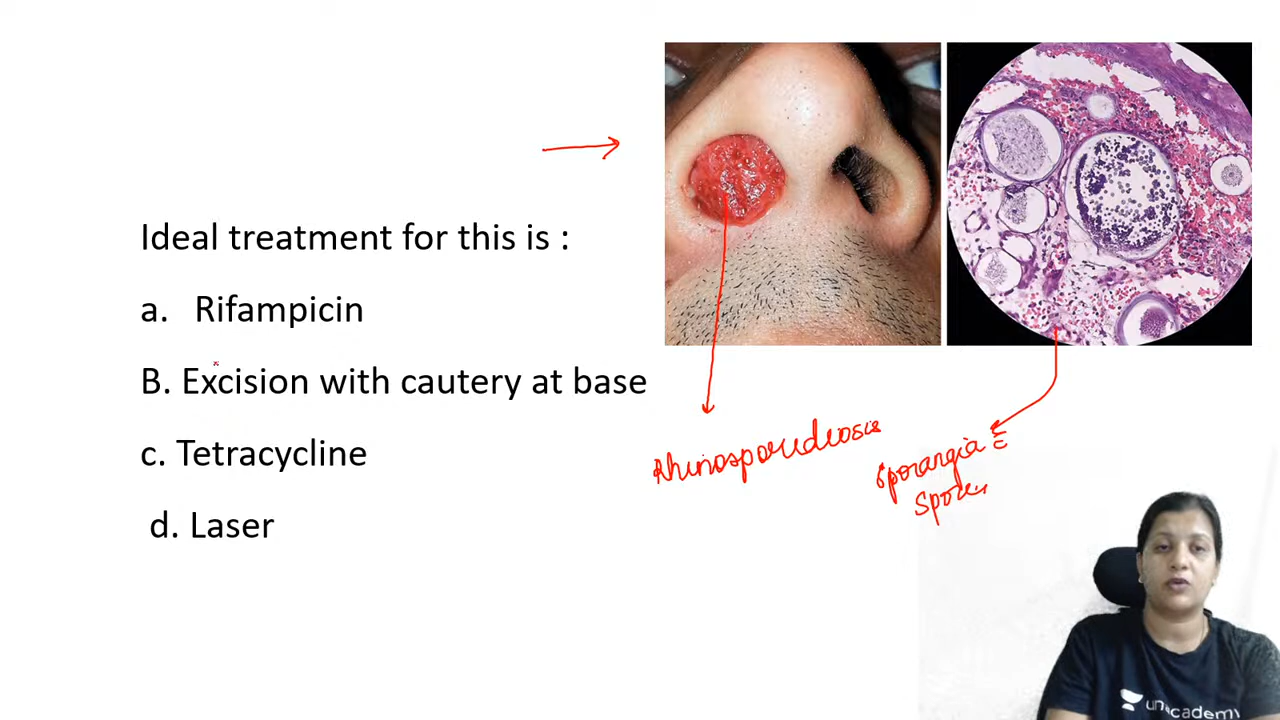 Ideal treatment for this is :
a. Rifampicin
B. Excision with cautery at base
c. Tetracycline
d. Laser
Rhinosporidiosis
Sporangia c̄
Spores
unacademy